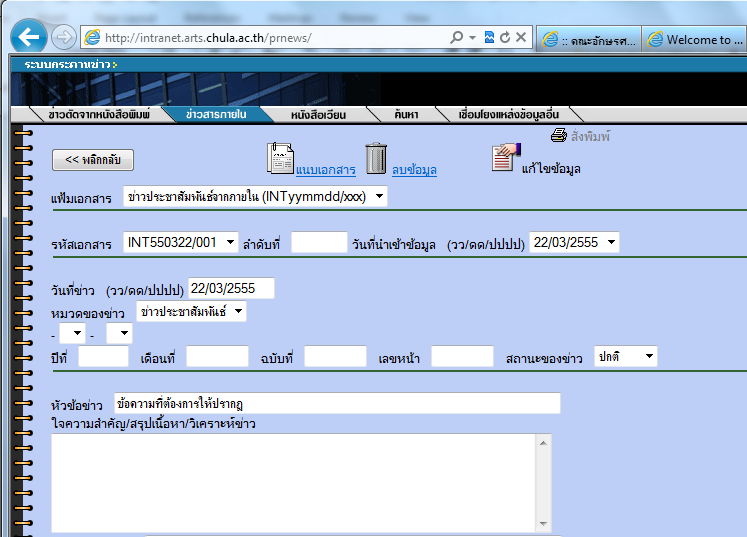 http://intranet.arts.chula.ac.th/prnews/
:: คณะอักษรศ... Welcome to ...
ระบบกระดาษข่าว>
ข่าวตัดจากหนังสือพิมพ์ ข่าวสารภายใน หนังสือเวียน ค้นหา เชื่อมโยงแหล่งข้อมูลอื่น
สั่งพิมพ์
<< พลิกกลับ แนบเอกสาร ลบข้อมูล แก้ไขข้อมูล
แฟ้มเอกสาร ข่าวประชาสัมพันธ์จากภายใน (INTyymmdd/xxx)
รหัสเอกสาร INT550322/001 ลำดับที่ วันที่นำเข้าข้อมูล (วว/ดด/ปปปป) 22/03/2555
วันที่ข่าว (วว/ดด/ปปปป) 22/03/2555
หมวดของข่าว ข่าวประชาสัมพันธ์
- -
ปีที่ เดือนที่ ฉบับที่ เลขหน้า สถานะของข่าว ปกติ
หัวข้อข่าว ข้อความที่ต้องการให้ปรากฏ
ใจความสำคัญ/สรุปเนื้อหา/วิเคราะห์ข่าว